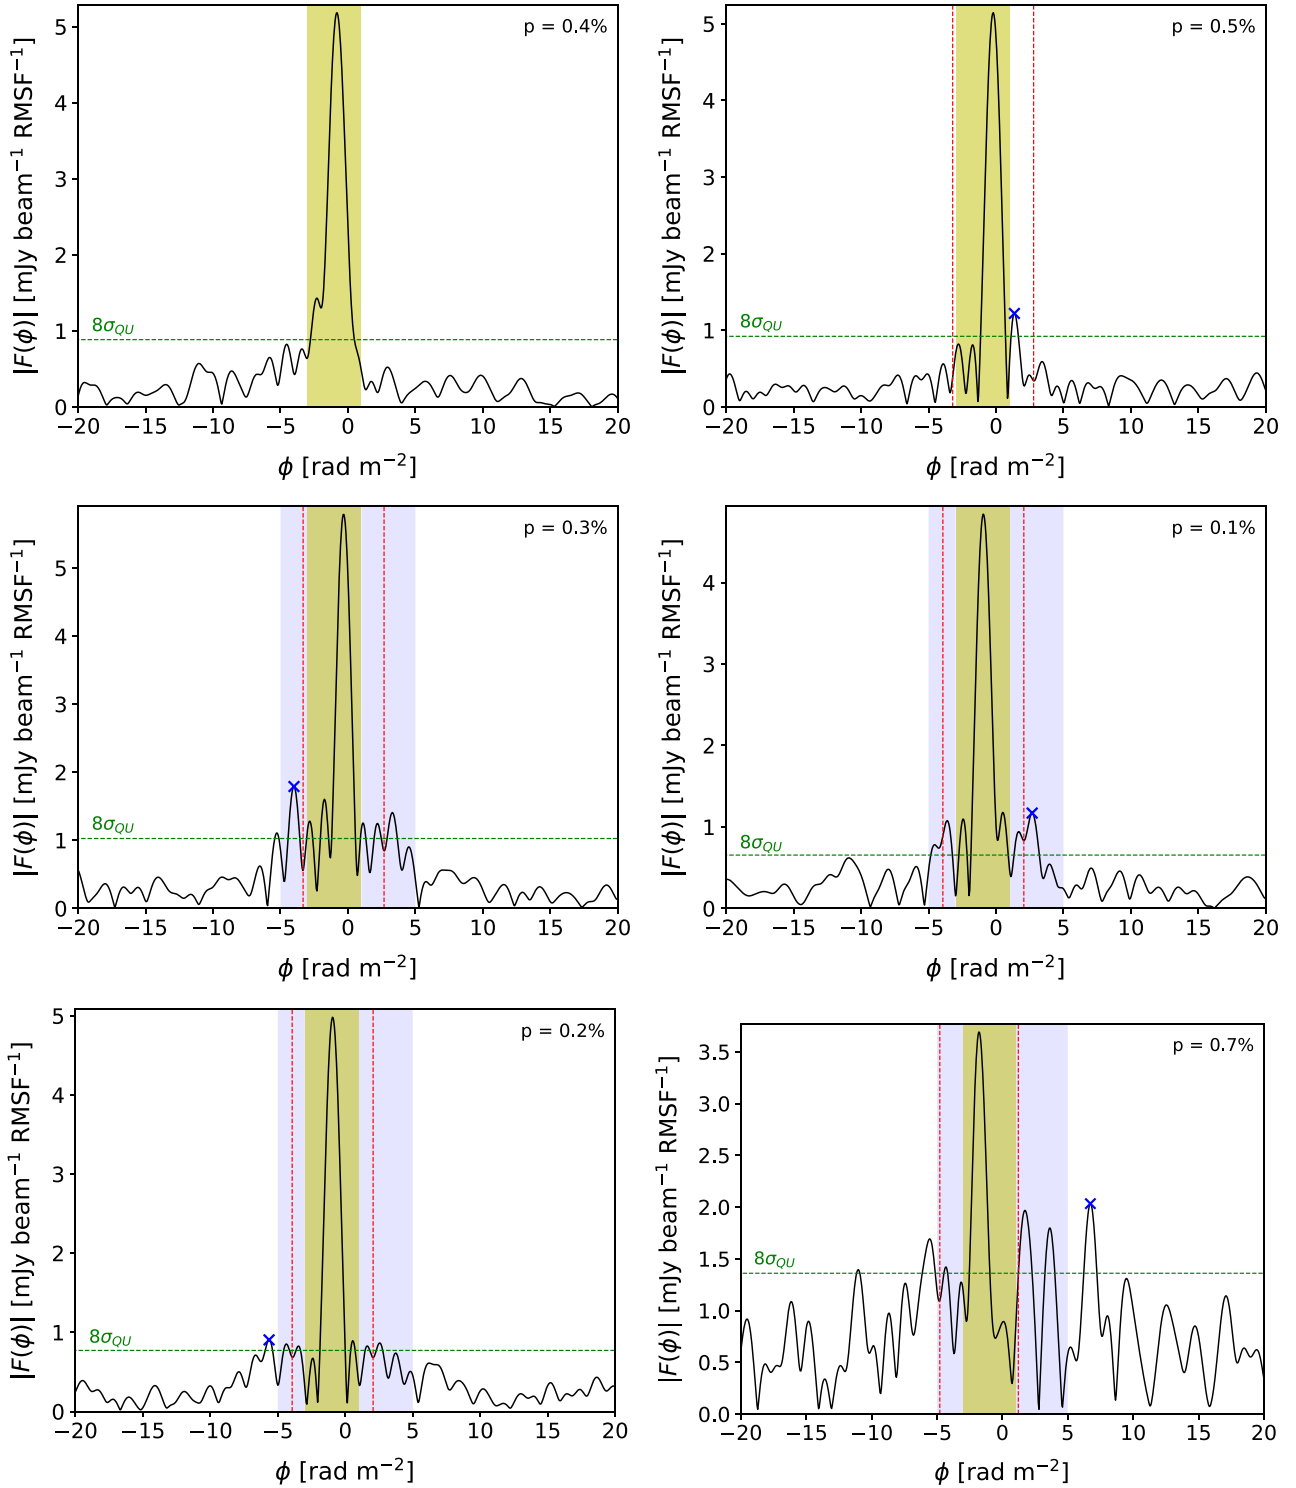 p = 0.4%
|F(ϕ)| [mJy beam⁻¹ RMSF⁻¹]
5
4
3
2
1
0
8σ_QU
−20 −15 −10 −5 0 5 10 15 20
ϕ [rad m⁻²]
p = 0.5%
|F(ϕ)| [mJy beam⁻¹ RMSF⁻¹]
5
4
3
2
1
0
8σ_QU
−20 −15 −10 −5 0 5 10 15 20
ϕ [rad m⁻²]
p = 0.3%
|F(ϕ)| [mJy beam⁻¹ RMSF⁻¹]
5
4
3
2
1
0
8σ_QU
−20 −15 −10 −5 0 5 10 15 20
ϕ [rad m⁻²]
p = 0.1%
|F(ϕ)| [mJy beam⁻¹ RMSF⁻¹]
4
3
2
1
0
8σ_QU
−20 −15 −10 −5 0 5 10 15 20
ϕ [rad m⁻²]
p = 0.2%
|F(ϕ)| [mJy beam⁻¹ RMSF⁻¹]
5
4
3
2
1
0
8σ_QU
−20 −15 −10 −5 0 5 10 15 20
ϕ [rad m⁻²]
p = 0.7%
|F(ϕ)| [mJy beam⁻¹ RMSF⁻¹]
3.5
3.0
2.5
2.0
1.5
1.0
0.5
0.0
8σ_QU
−20 −15 −10 −5 0 5 10 15 20
ϕ [rad m⁻²]